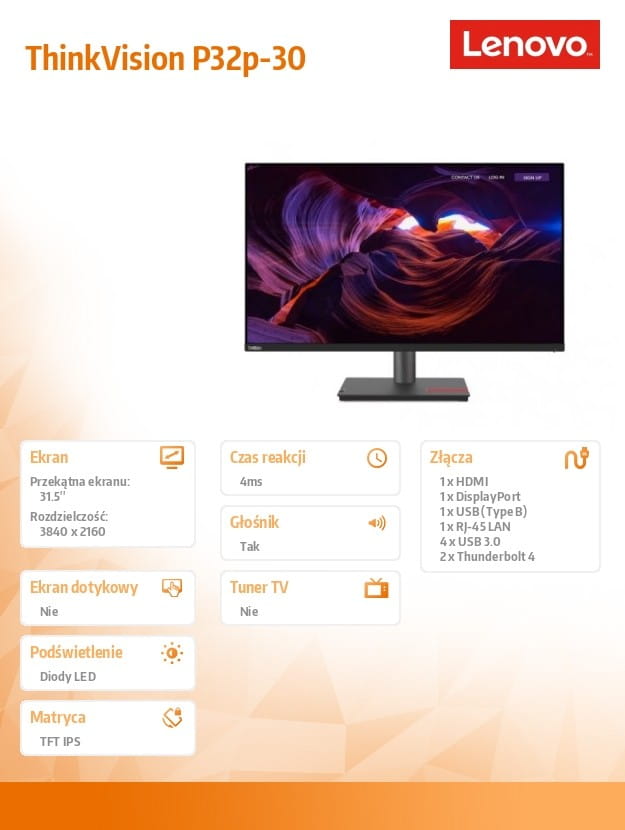 ThinkVision P32p-30
Lenovo
CONTACT US LOG IN SIGN UP
Ekran
Przekątna ekranu:
31.5''
Rozdzielczość:
3840 x 2160
Czas reakcji
4ms
Głośnik
Tak
Złącza
1 x HDMI
1 x DisplayPort
1 x USB (Type B)
1 x RJ-45 LAN
4 x USB 3.0
2 x Thunderbolt 4
Ekran dotykowy
Nie
Tuner TV
Nie
Podświetlenie
Diody LED
Matryca
TFT IPS